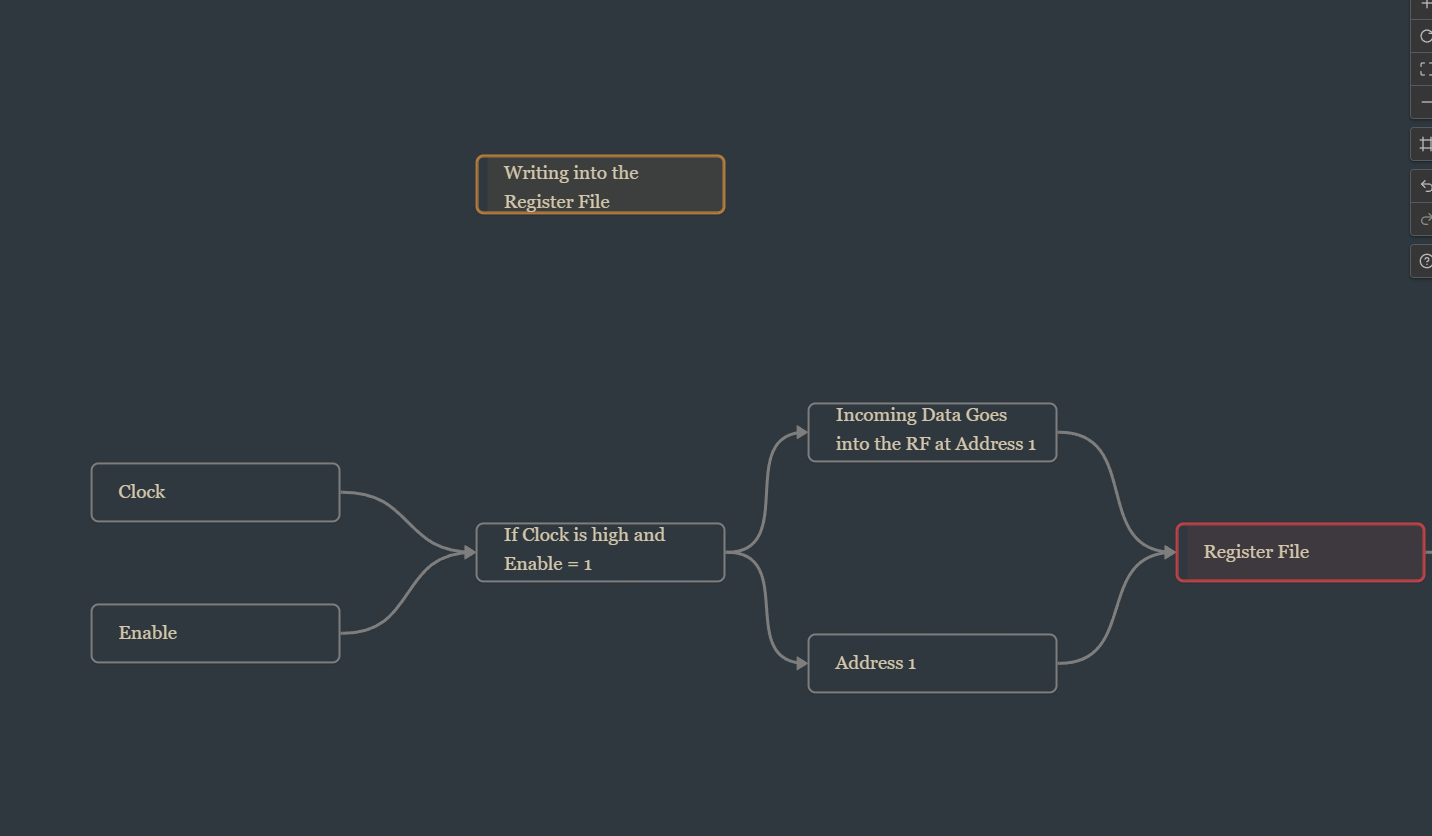 Writing into the
Register File
Incoming Data Goes
into the RF at Address 1
Clock
If Clock is high and
Enable = 1
Register File
Enable
Address 1